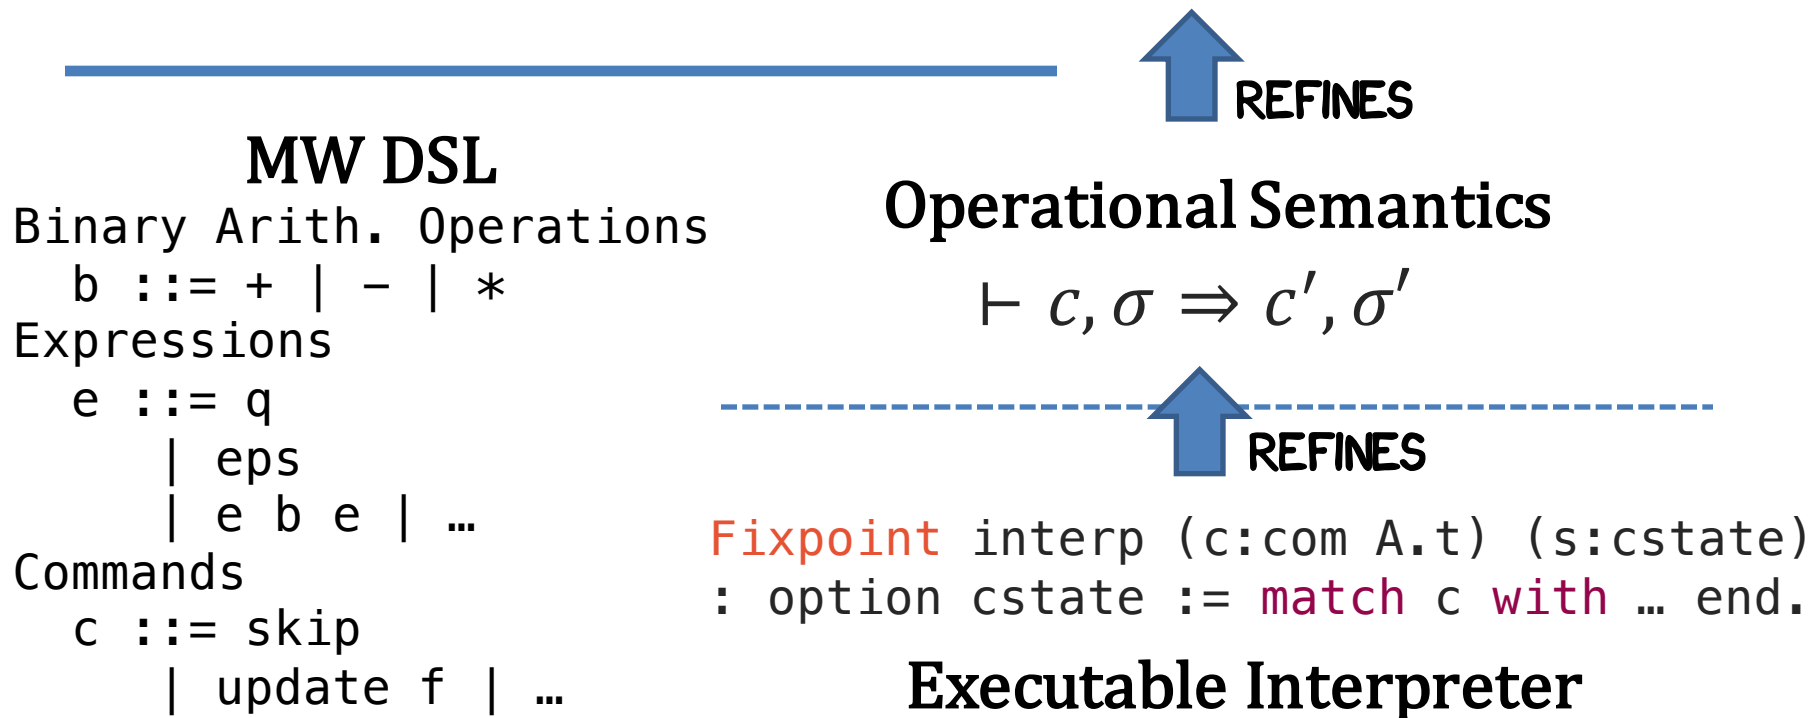 MW DSL
Binary Arith. Operations
b ::= + | − | *
Expressions
e ::= q
| eps
| e b e | …
Commands
c ::= skip
| update f | …
REFINES
Operational Semantics
⊢ c, σ ⇒ c′, σ′
REFINES
Fixpoint interp (c:com A.t) (s:cstate)
: option cstate := match c with … end.
Executable Interpreter